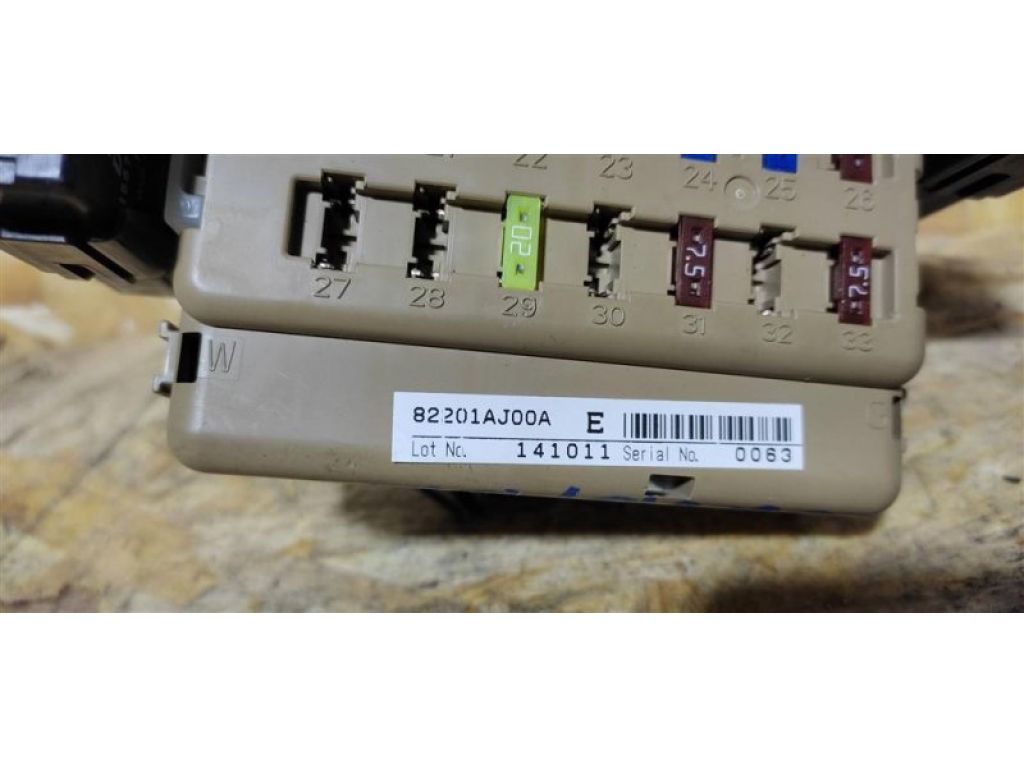 22 23 24 25 26
20 7.5 7.5
27 28 29 30 31 32 33
W
82201AJ00A E
Lot No. 141011 Serial No. 0063